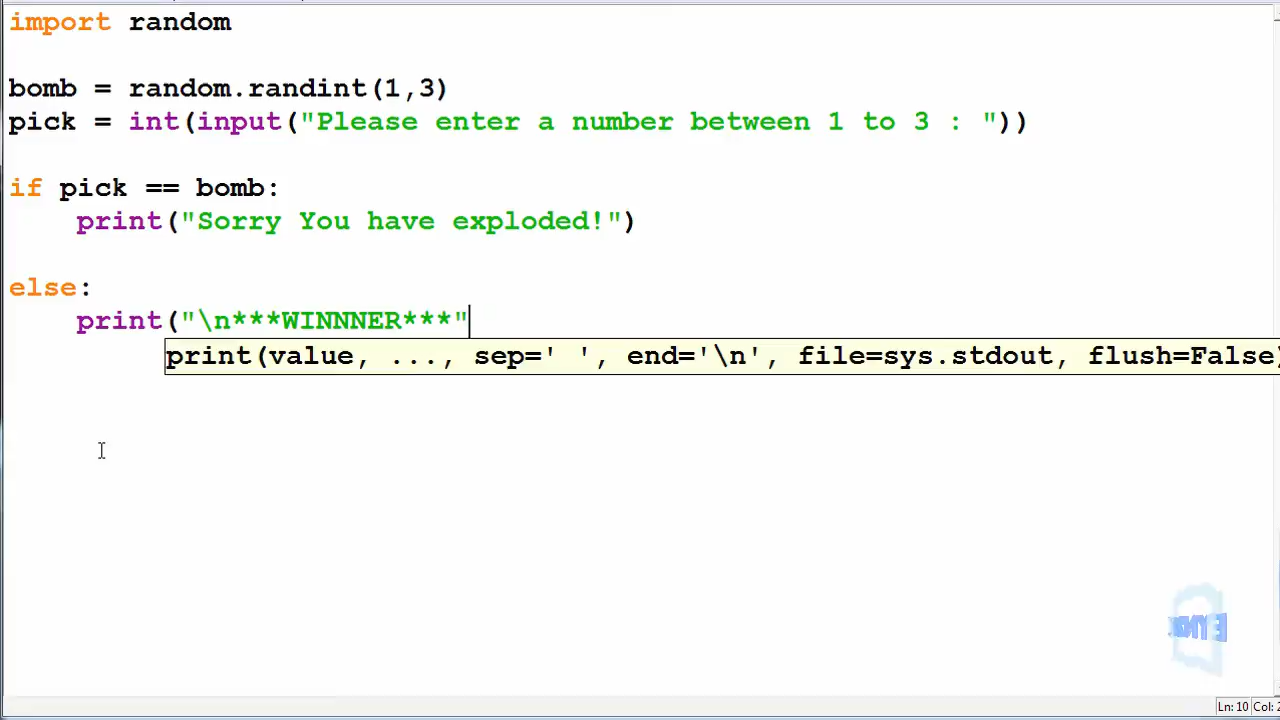 import random
bomb = random.randint(1,3)
pick = int(input("Please enter a number between 1 to 3 : "))
if pick == bomb:
    print("Sorry You have exploded!")
else:
    print("\n***WINNNER***"
print(value, ..., sep=' ', end='\n', file=sys.stdout, flush=False)
Ln: 10 Col: 2